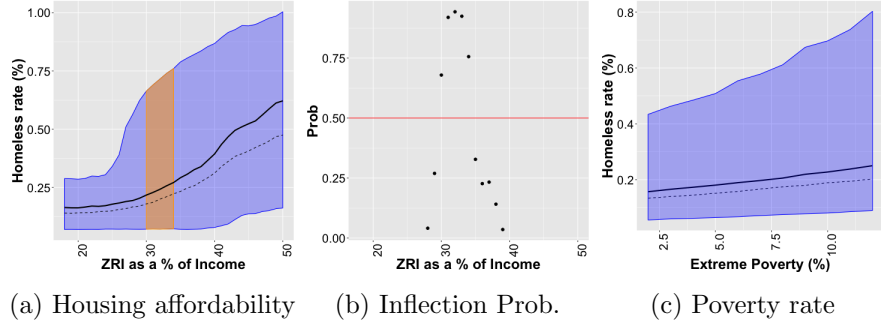 Homeless rate (%)
1.00
0.75
0.50
0.25
20
30
40
50
ZRI as a % of Income
(a) Housing affordability
Prob
0.75
0.50
0.25
0.00
20
30
40
50
ZRI as a % of Income
(b) Inflection Prob.
Homeless rate (%)
0.8
0.6
0.4
0.2
2.5
5.0
7.5
10.0
Extreme Poverty (%)
(c) Poverty rate